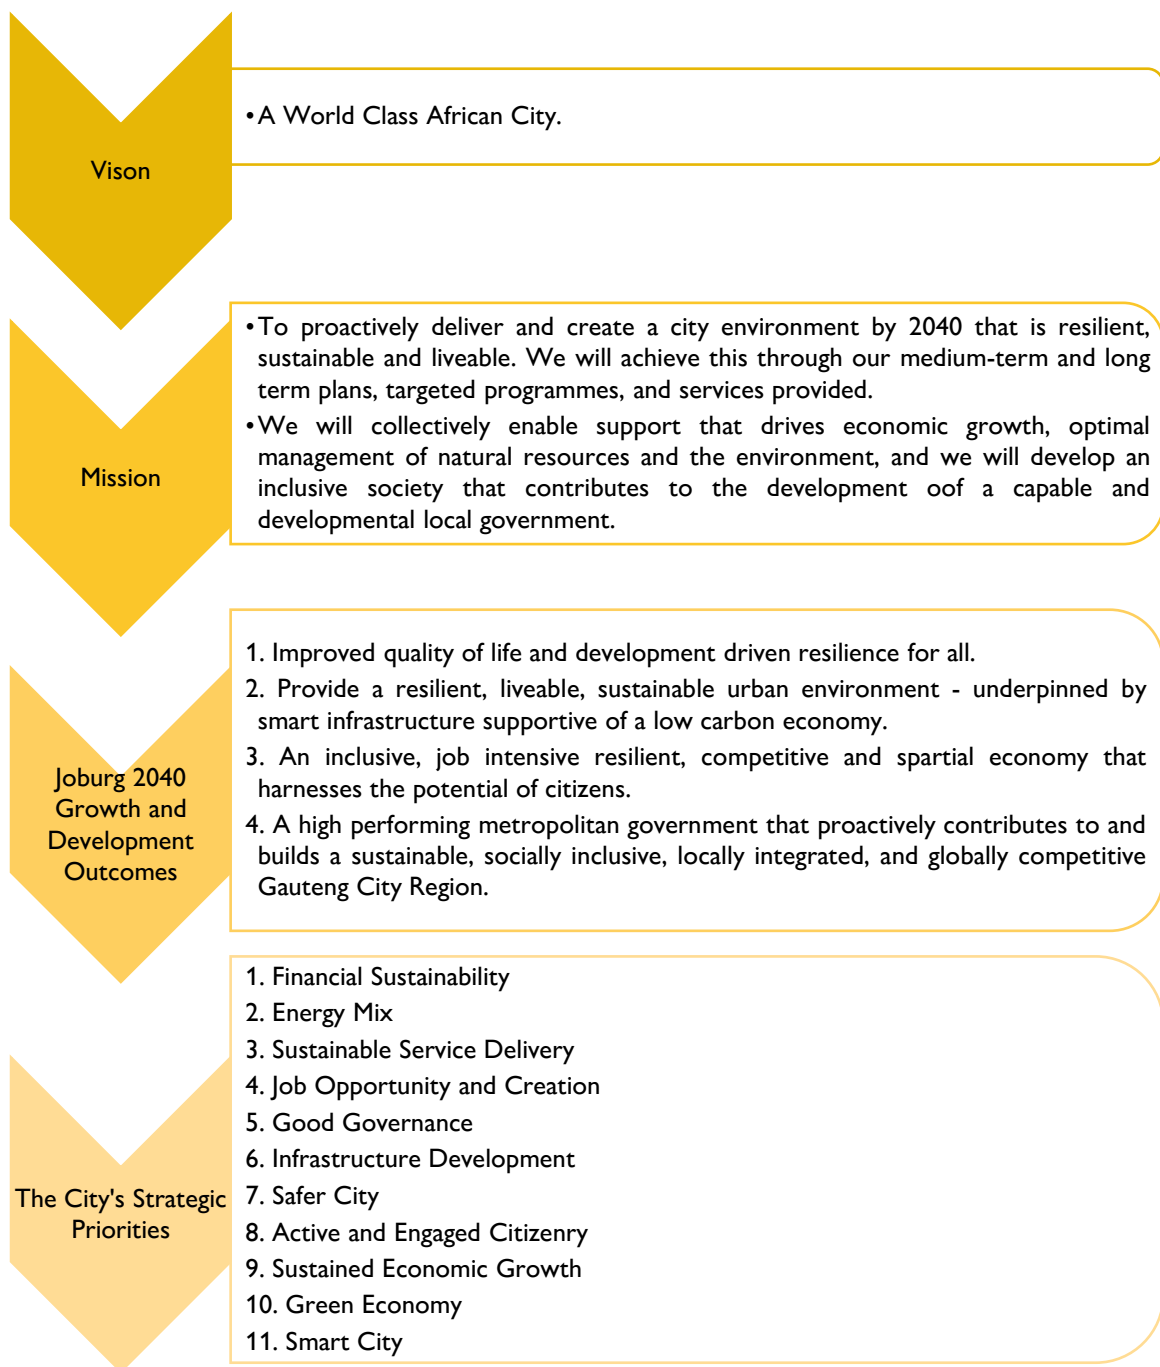 Vison
•A World Class African City.
Mission
•To proactively deliver and create a city environment by 2040 that is resilient,
sustainable and liveable. We will achieve this through our medium-term and long
term plans, targeted programmes, and services provided.
•We will collectively enable support that drives economic growth, optimal
management of natural resources and the environment, and we will develop an
inclusive society that contributes to the development oof a capable and
developmental local government.
Joburg 2040
Growth and
Development
Outcomes
1. Improved quality of life and development driven resilience for all.
2. Provide a resilient, liveable, sustainable urban environment - underpinned by
smart infrastructure supportive of a low carbon economy.
3. An inclusive, job intensive resilient, competitive and spartial economy that
harnesses the potential of citizens.
4. A high performing metropolitan government that proactively contributes to and
builds a sustainable, socially inclusive, locally integrated, and globally competitive
Gauteng City Region.
The City's Strategic
Priorities
1. Financial Sustainability
2. Energy Mix
3. Sustainable Service Delivery
4. Job Opportunity and Creation
5. Good Governance
6. Infrastructure Development
7. Safer City
8. Active and Engaged Citizenry
9. Sustained Economic Growth
10. Green Economy
11. Smart City